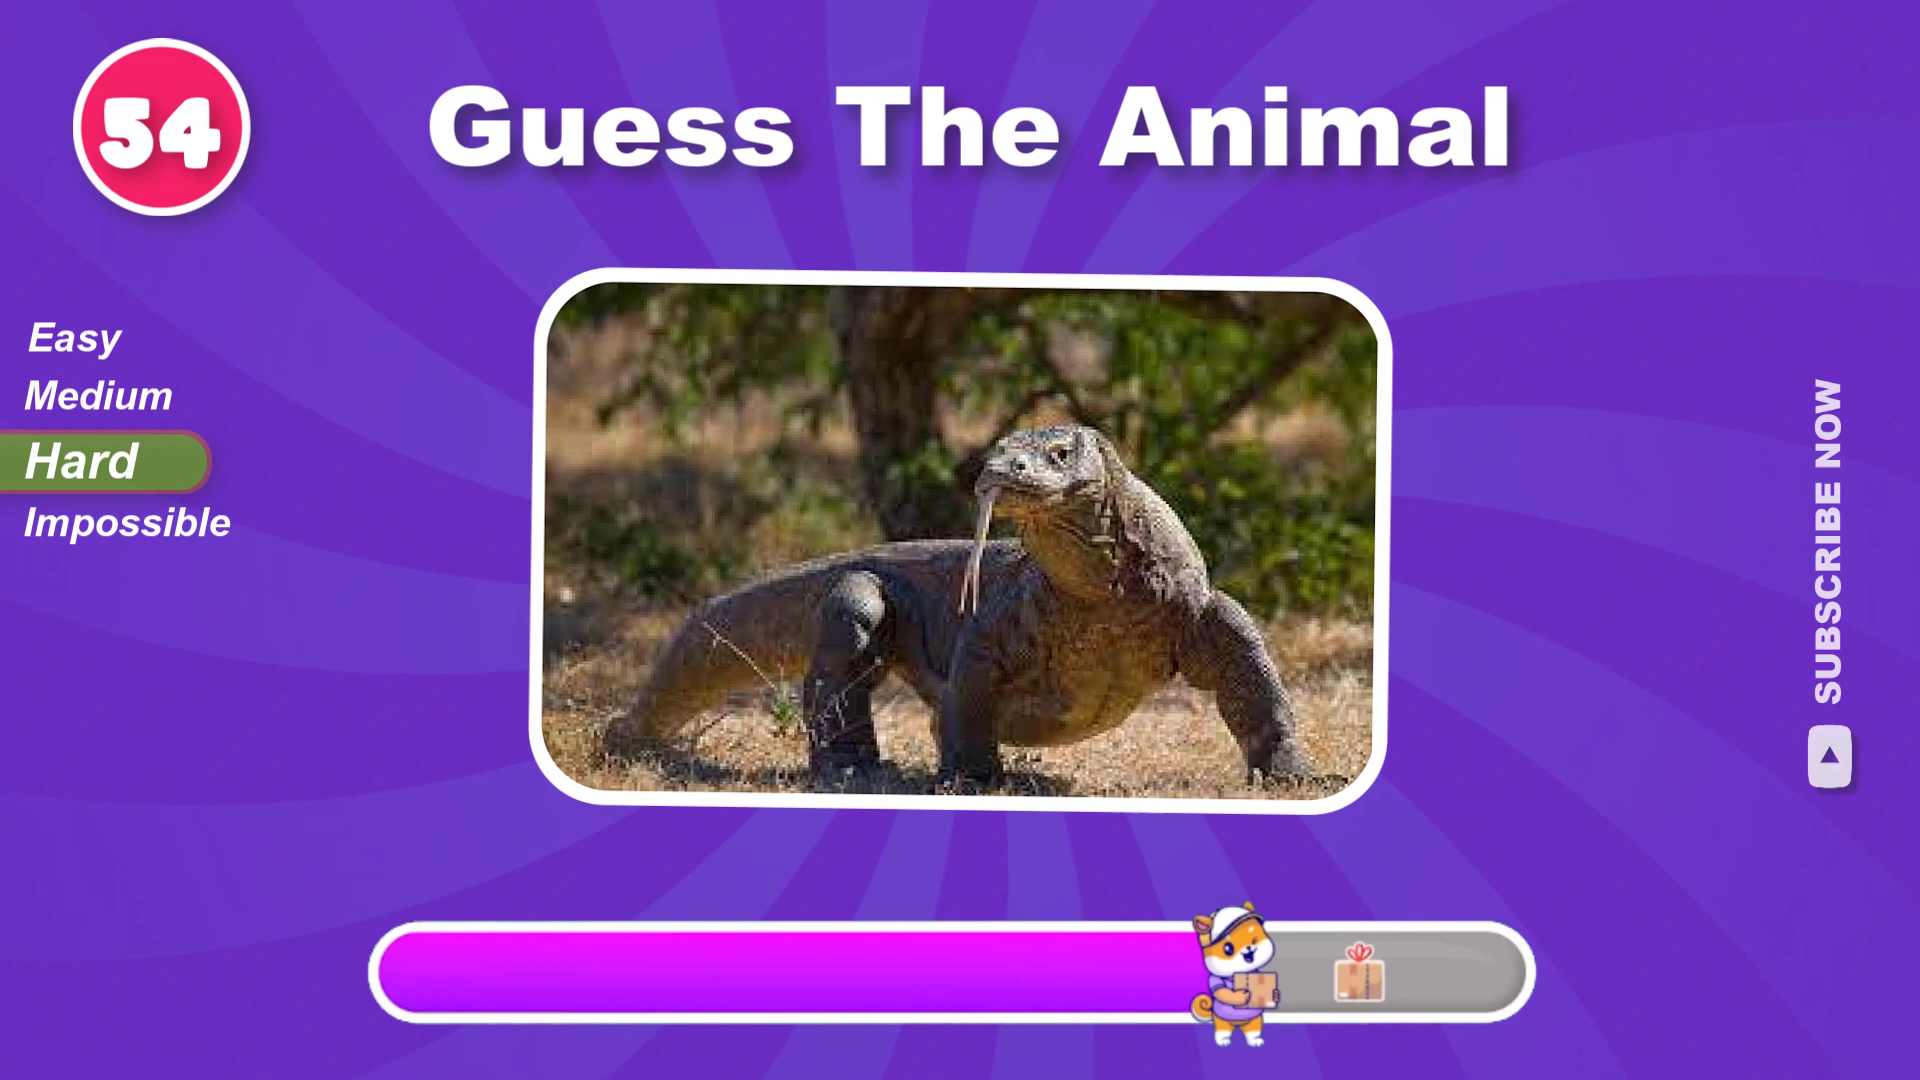 54
Guess The Animal
Easy
Medium
Hard
Impossible
SUBSCRIBE NOW